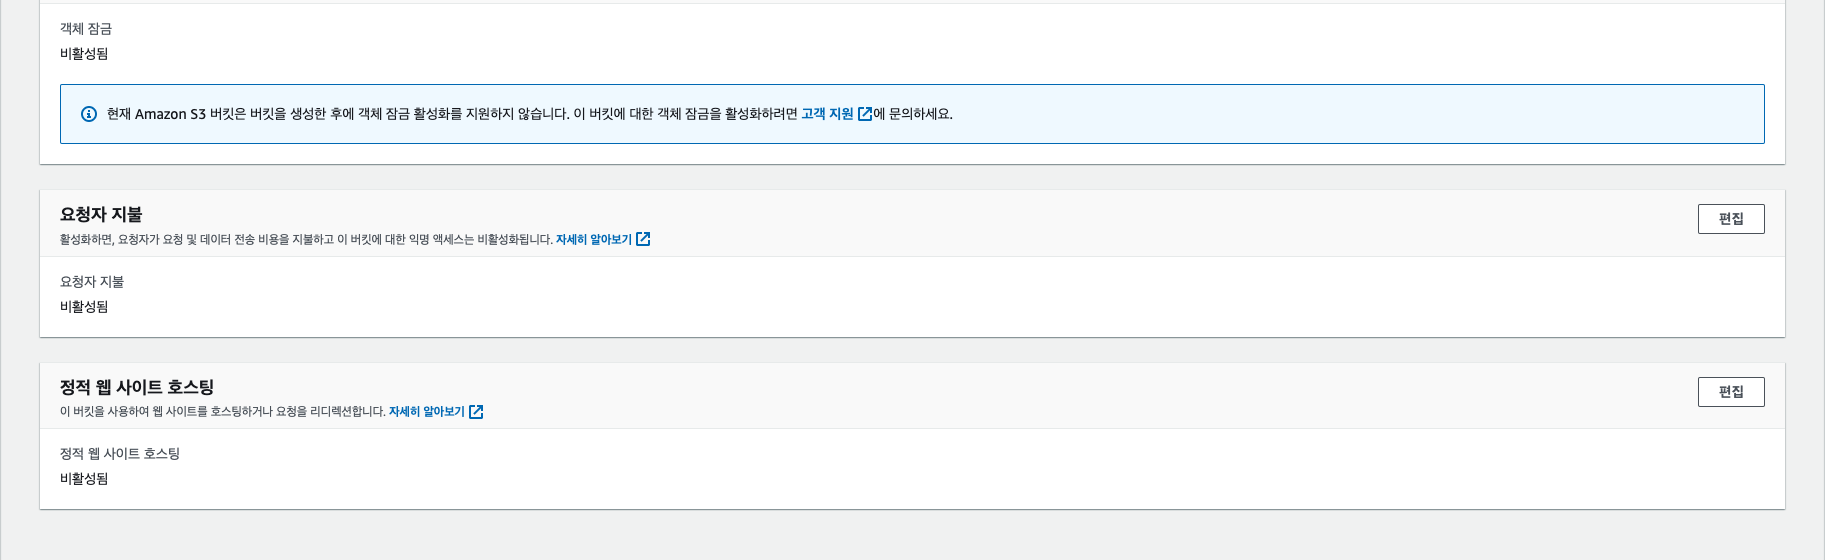 객체 잠금
비활성됨
현재 Amazon S3 버킷은 버킷을 생성한 후에 객체 잠금 활성화를 지원하지 않습니다. 이 버킷에 대한 객체 잠금을 활성화하려면 고객 지원에 문의하세요.
요청자 지불
편집
활성화하면, 요청자가 요청 및 데이터 전송 비용을 지불하고 이 버킷에 대한 익명 액세스는 비활성화됩니다. 자세히 알아보기
요청자 지불
비활성됨
정적 웹 사이트 호스팅
편집
이 버킷을 사용하여 웹 사이트를 호스팅하거나 요청을 리디렉션합니다. 자세히 알아보기
정적 웹 사이트 호스팅
비활성됨